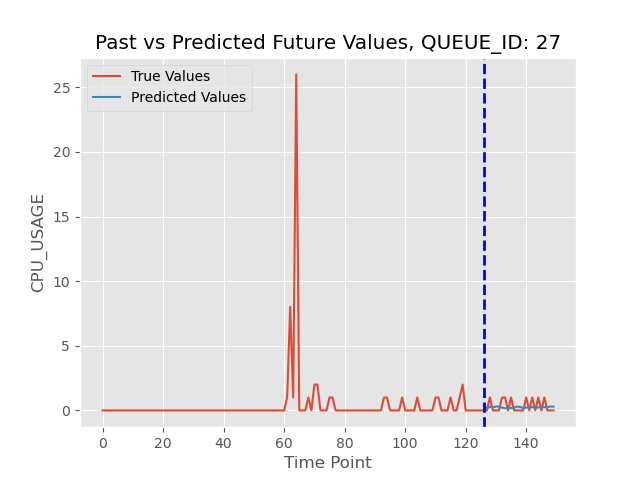 Past vs Predicted Future Values, QUEUE_ID: 27
True Values
Predicted Values
CPU_USAGE
25
20
15
10
5
0
0 20 40 60 80 100 120 140
Time Point